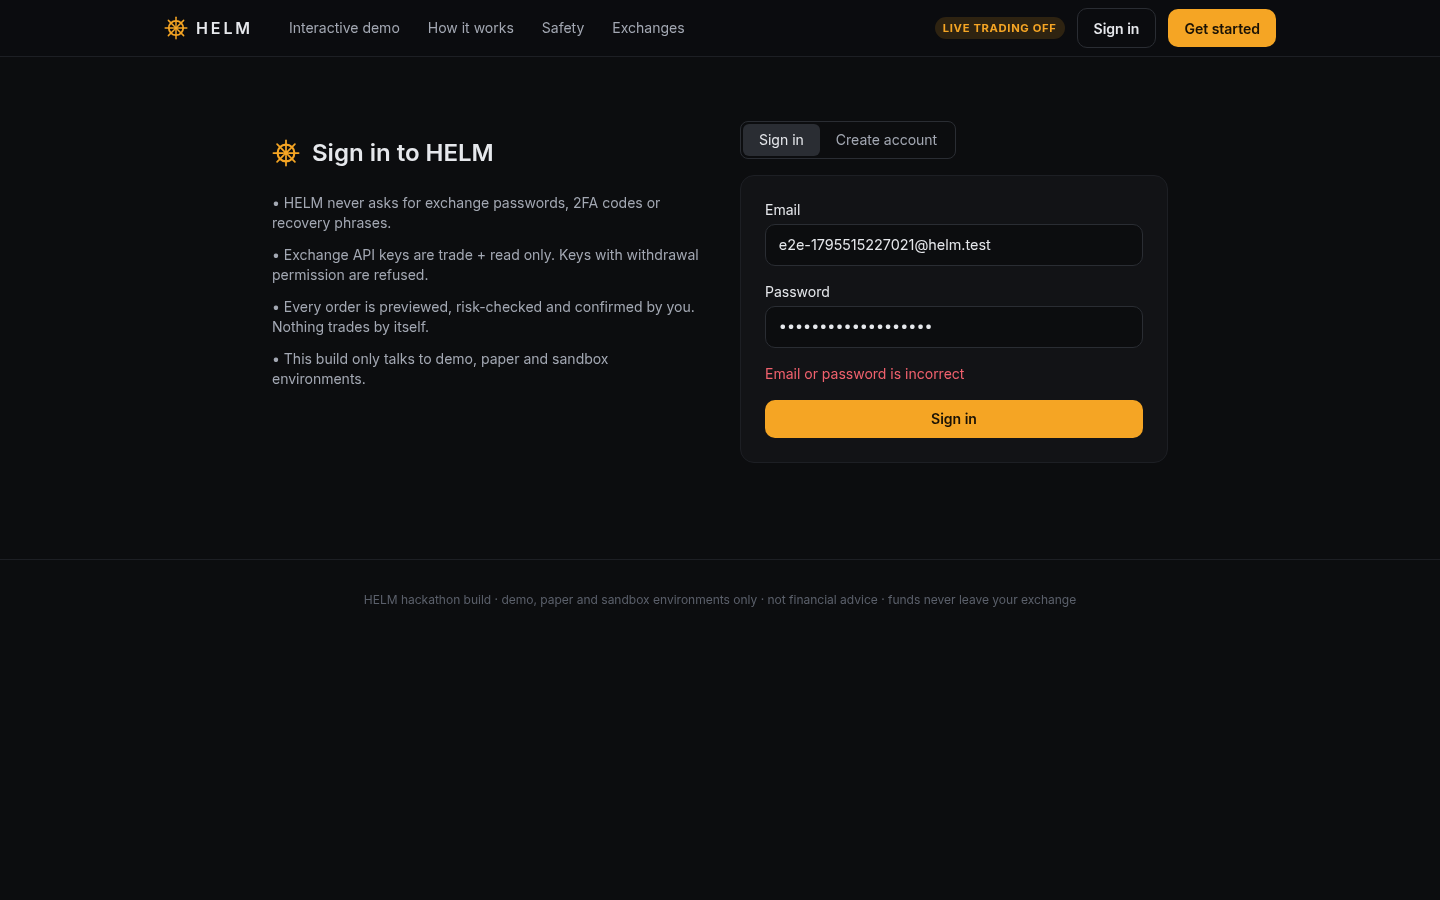 HELM
Interactive demo
How it works
Safety
Exchanges
LIVE TRADING OFF
Sign in
Get started
Sign in to HELM
• HELM never asks for exchange passwords, 2FA codes or
recovery phrases.
• Exchange API keys are trade + read only. Keys with withdrawal
permission are refused.
• Every order is previewed, risk-checked and confirmed by you.
Nothing trades by itself.
• This build only talks to demo, paper and sandbox
environments.
Sign in
Create account
Email
e2e-1795515227021@helm.test
Password
•••••••••••••••••••
Email or password is incorrect
Sign in
HELM hackathon build · demo, paper and sandbox environments only · not financial advice · funds never leave your exchange